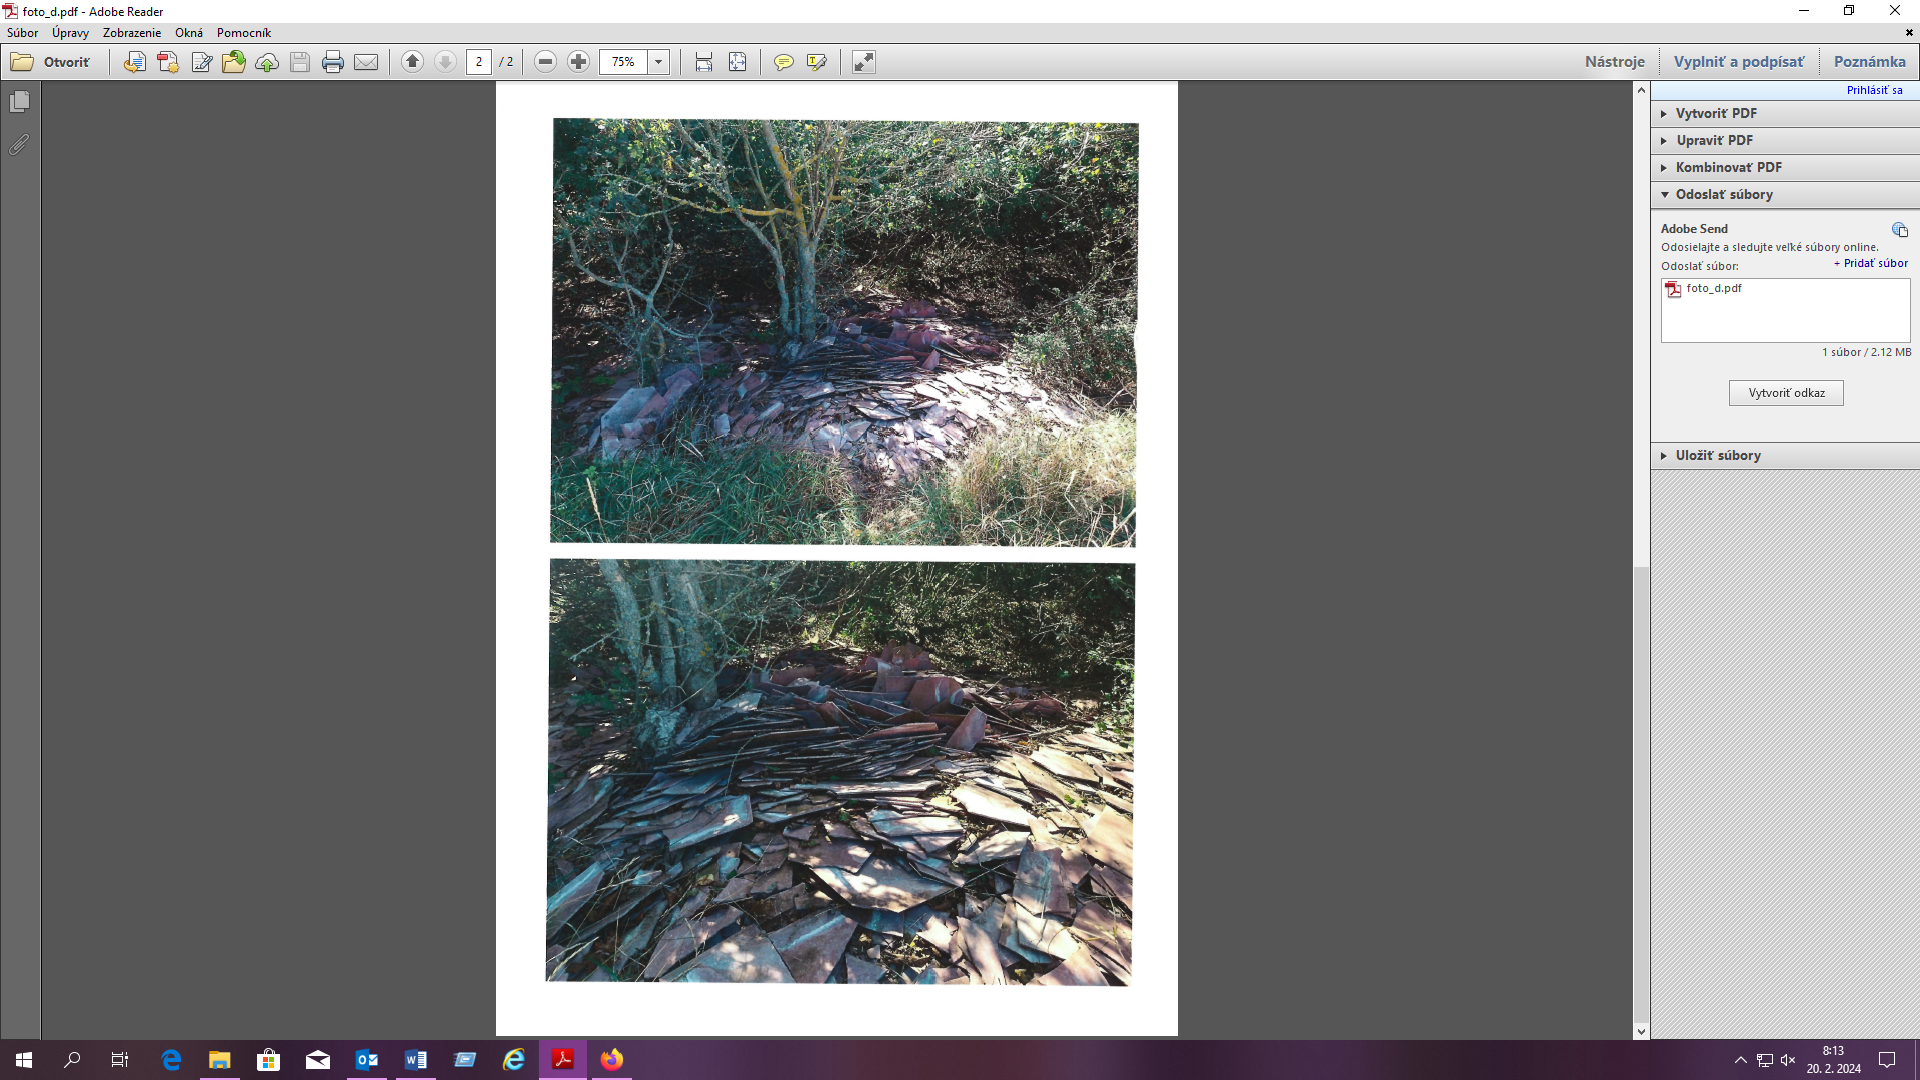 foto_d.pdf - Adobe Reader
Súbor Úpravy Zobrazenie Okná Pomocník
Otvoriť 2 / 2 75% Nástroje Vyplniť a podpísať Poznámka
Prihlásiť sa
Vytvoriť PDF
Upraviť PDF
Kombinovať PDF
Odoslať súbory
Adobe Send
Odosielajte a sledujte veľké súbory online.
Odoslať súbor: + Pridať súbor
foto_d.pdf
1 súbor / 2.12 MB
Vytvoriť odkaz
Uložiť súbory
8:13
20. 2. 2024